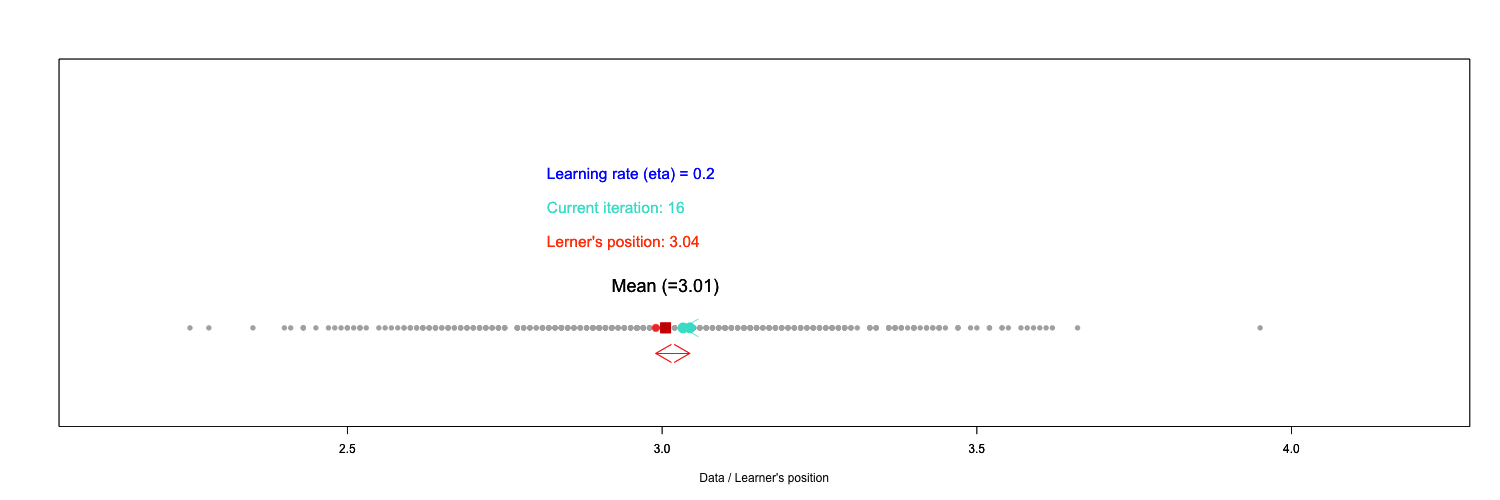 Learning rate (eta) = 0.2
Current iteration: 16
Lerner's position: 3.04
Mean (=3.01)
2.5 3.0 3.5 4.0
Data / Learner's position